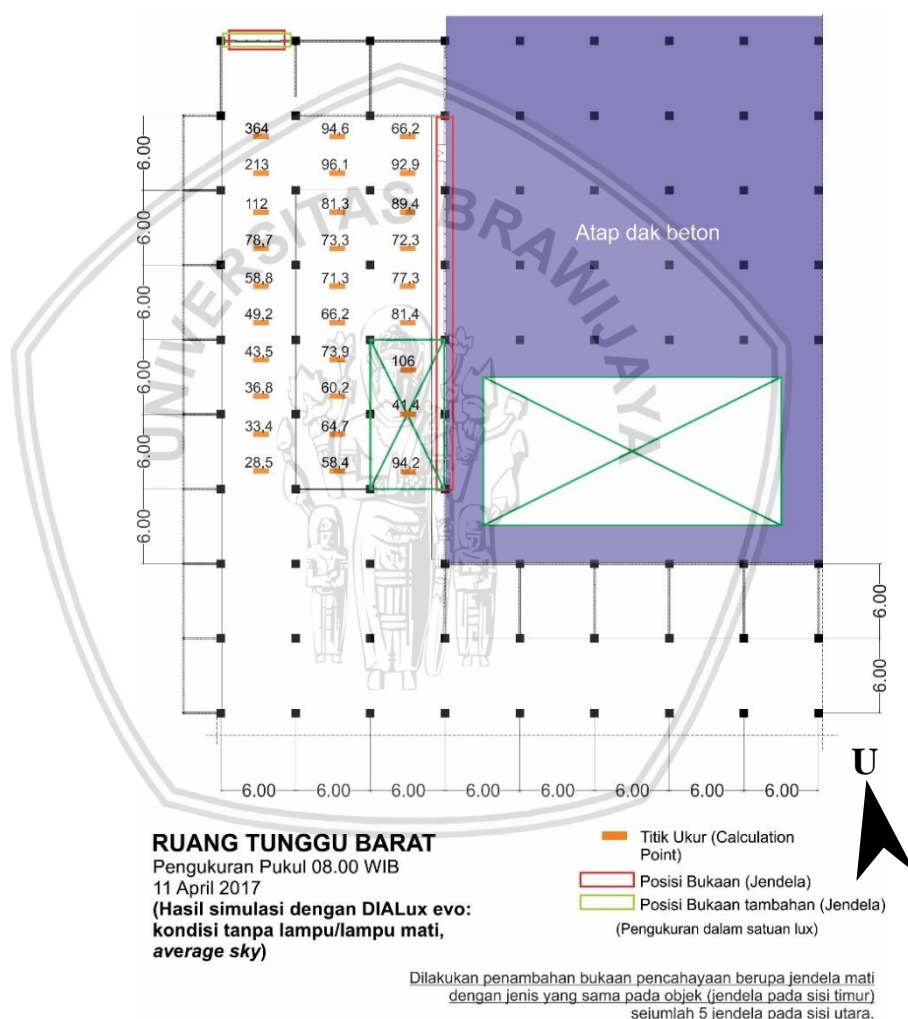 UNIVERSITAS BRAWIJAYA
Atap dak beton
364 94,6 66,2
213 96,1 92,9
112 81,3 89,4
78,7 73,3 72,3
58,8 71,3 77,3
49,2 66,2 81,4
43,5 73,9 106
36,8 60,2 41,4
33,4 64,7
28,5 58,4 94,2
6.00
6.00
6.00
6.00
6.00
6.00
6.00
6.00
6.00 6.00 6.00 6.00 6.00 6.00 6.00 6.00
U
RUANG TUNGGU BARAT
Pengukuran Pukul 08.00 WIB
11 April 2017
(Hasil simulasi dengan DIALux evo:
kondisi tanpa lampu/lampu mati,
average sky)
Titik Ukur (Calculation
Point)
Posisi Bukaan (Jendela)
Posisi Bukaan tambahan (Jendela)
(Pengukuran dalam satuan lux)
Dilakukan penambahan bukaan pencahayaan berupa jendela mati
dengan jenis yang sama pada objek (jendela pada sisi timur)
sejumlah 5 jendela pada sisi utara.